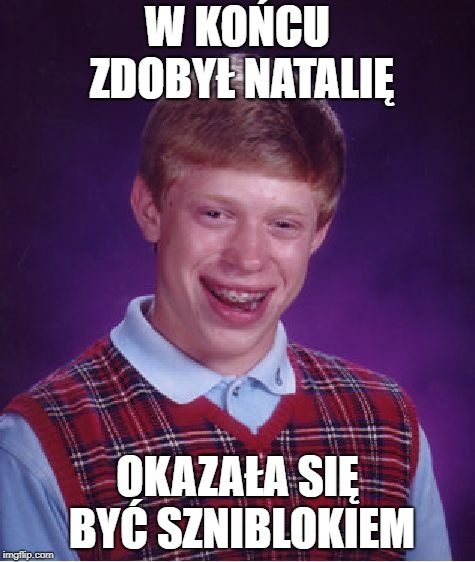 W KOŃCU
ZDOBYŁ NATALIĘ
OKAZAŁA SIĘ
BYĆ SZNIBLOKIEM
imgflip.com